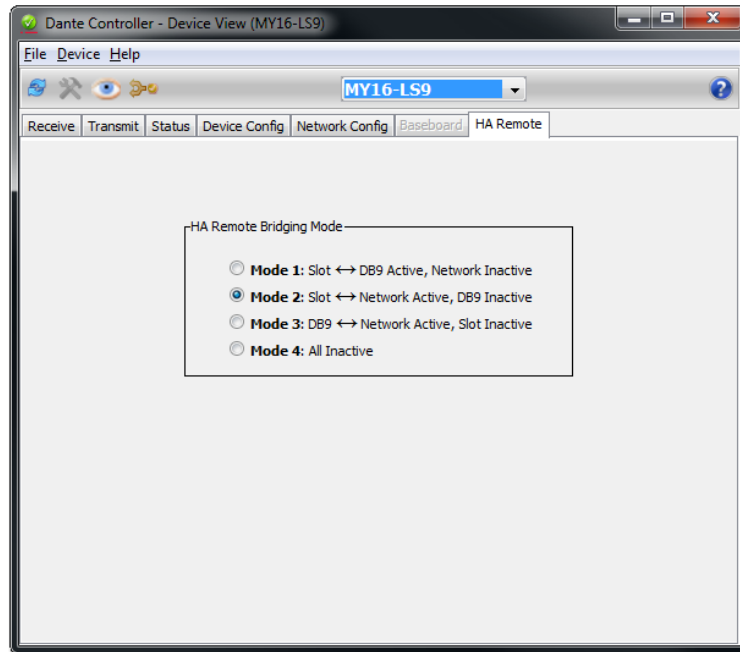 Dante Controller - Device View (MY16-LS9)
File Device Help
MY16-LS9
Receive Transmit Status Device Config Network Config Baseboard HA Remote
HA Remote Bridging Mode
Mode 1: Slot ↔ DB9 Active, Network Inactive
Mode 2: Slot ↔ Network Active, DB9 Inactive
Mode 3: DB9 ↔ Network Active, Slot Inactive
Mode 4: All Inactive